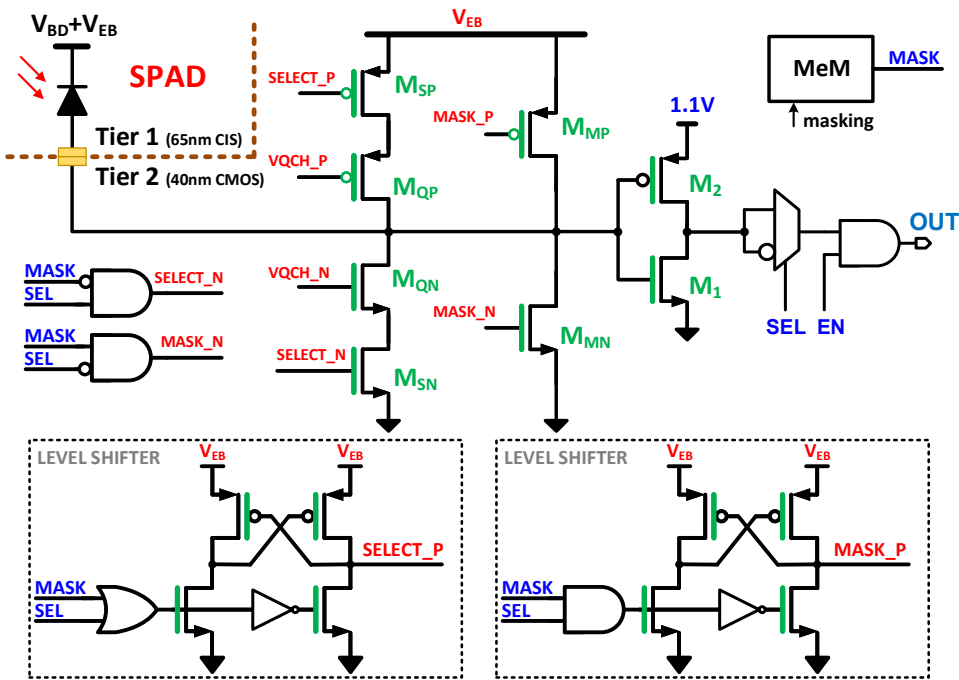 V_BD+V_EB
SPAD
Tier 1 (65nm CIS)
Tier 2 (40nm CMOS)
V_EB
SELECT_P
M_SP
VQCH_P
M_QP
MASK_P
M_MP
MeM
MASK
masking
1.1V
M_2
M_1
OUT
SEL
EN
VQCH_N
M_QN
SELECT_N
M_SN
MASK_N
M_MN
MASK
SEL
SELECT_N
MASK
SEL
MASK_N
LEVEL SHIFTER
V_EB
V_EB
SELECT_P
MASK
SEL
LEVEL SHIFTER
V_EB
V_EB
MASK_P
MASK
SEL